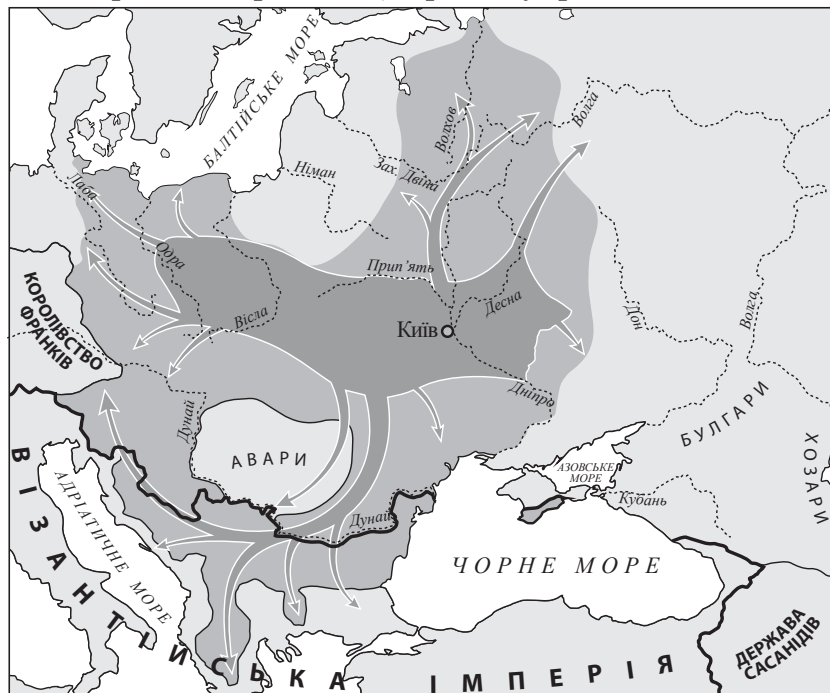 БАЛТІЙСЬКЕ МОРЕ
Волхов
Волга
Зах. Двіна
Німан
Лаба
Одра
Прип’ять
Десна
Вісла
Київ
Дон
Волга
КОРОЛІВСТВО
ФРАНКІВ
Дніпро
Дунай
БУЛГАРИ
АВАРИ
ХОЗАРИ
АЗОВСЬКЕ
МОРЕ
Кубань
АДРІАТИЧНЕ МОРЕ
Дунай
ЧОРНЕ МОРЕ
ДЕРЖАВА
САСАНІДІВ
ВІЗАНТІЙСЬКА ІМПЕРІЯ